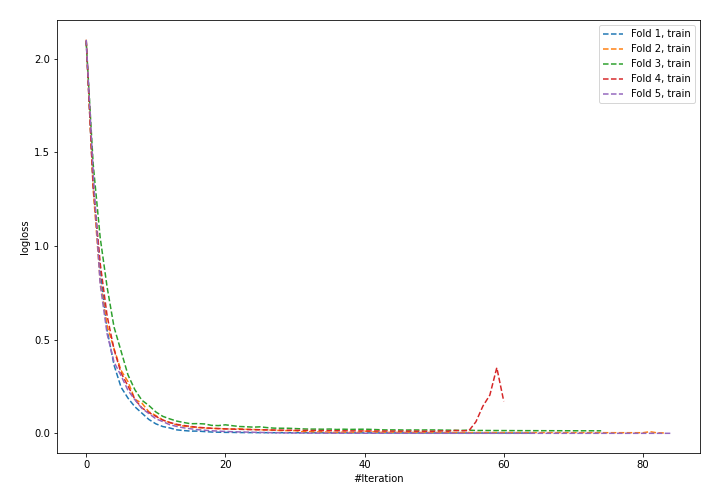 Fold 1, train
Fold 2, train
Fold 3, train
Fold 4, train
Fold 5, train
2.0
1.5
1.0
0.5
0.0
logloss
0 20 40 60 80
#Iteration